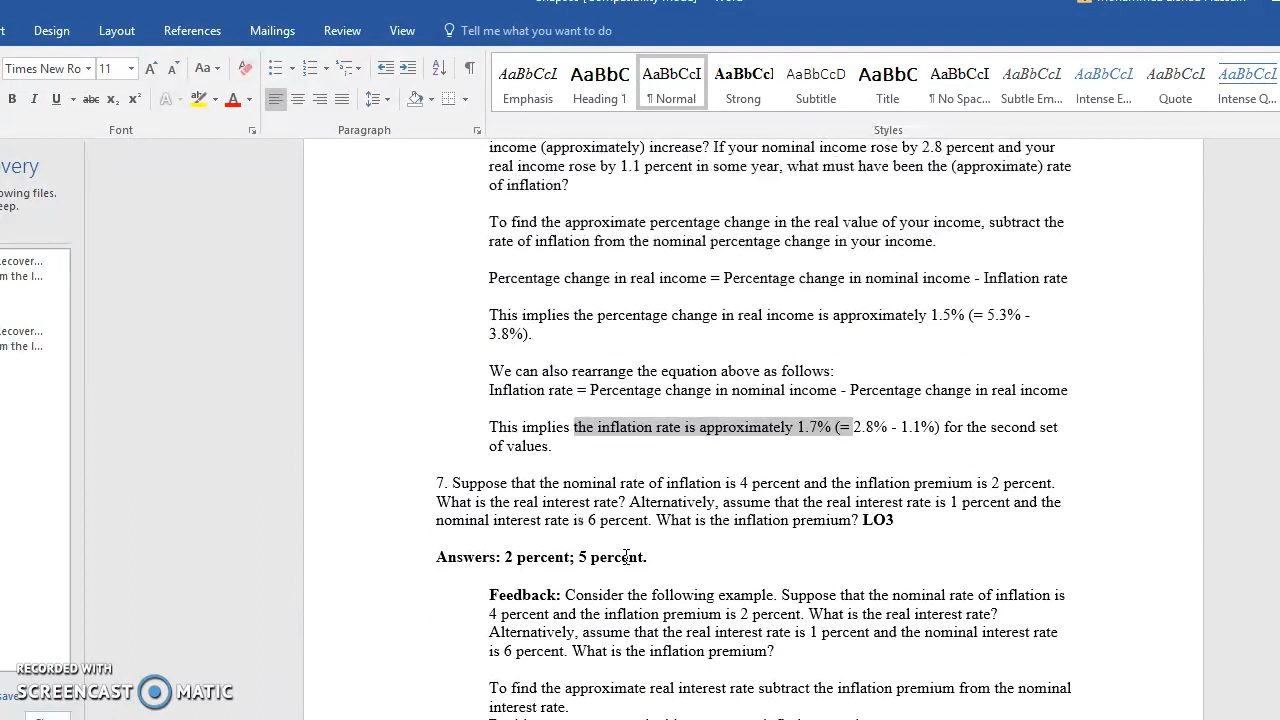 Design Layout References Mailings Review View Tell me what you want to do
Times New Ro 11 Aa
B I U abc X₂ X² A A
Font Paragraph Styles
AaBbCcI AaBbC AaBbCcI AaBbCcI AaBbCcD AaBbC AaBbCcI AaBbCcI AaBbCcI AaBbCcI AaBbCcI
Emphasis Heading 1 ¶ Normal Strong Subtitle Title ¶ No Spac... Subtle Em... Intense E... Quote Intense Q...
very
owing files.
eep.
Recover...
m the I...
Recover...
m the I...
income (approximately) increase? If your nominal income rose by 2.8 percent and your
real income rose by 1.1 percent in some year, what must have been the (approximate) rate
of inflation?
To find the approximate percentage change in the real value of your income, subtract the
rate of inflation from the nominal percentage change in your income.
Percentage change in real income = Percentage change in nominal income - Inflation rate
This implies the percentage change in real income is approximately 1.5% (= 5.3% -
3.8%).
We can also rearrange the equation above as follows:
Inflation rate = Percentage change in nominal income - Percentage change in real income
This implies the inflation rate is approximately 1.7% (= 2.8% - 1.1%) for the second set
of values.
7. Suppose that the nominal rate of inflation is 4 percent and the inflation premium is 2 percent.
What is the real interest rate? Alternatively, assume that the real interest rate is 1 percent and the
nominal interest rate is 6 percent. What is the inflation premium? LO3
Answers: 2 percent; 5 percent.
Feedback: Consider the following example. Suppose that the nominal rate of inflation is
4 percent and the inflation premium is 2 percent. What is the real interest rate?
Alternatively, assume that the real interest rate is 1 percent and the nominal interest rate
is 6 percent. What is the inflation premium?
To find the approximate real interest rate subtract the inflation premium from the nominal
interest rate.
RECORDED WITH
SCREENCAST MATIC